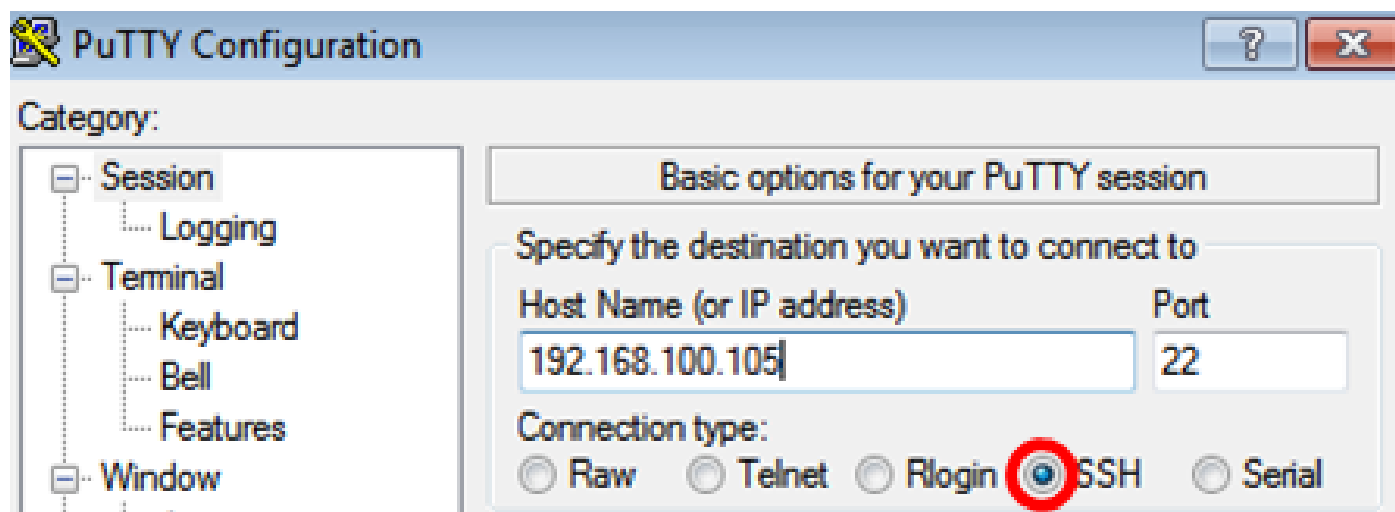 PuTTY Configuration
Category:
Session
Logging
Terminal
Keyboard
Bell
Features
Window
Basic options for your PuTTY session
Specify the destination you want to connect to
Host Name (or IP address) Port
192.168.100.105 22
Connection type:
Raw Telnet Rlogin SSH Serial